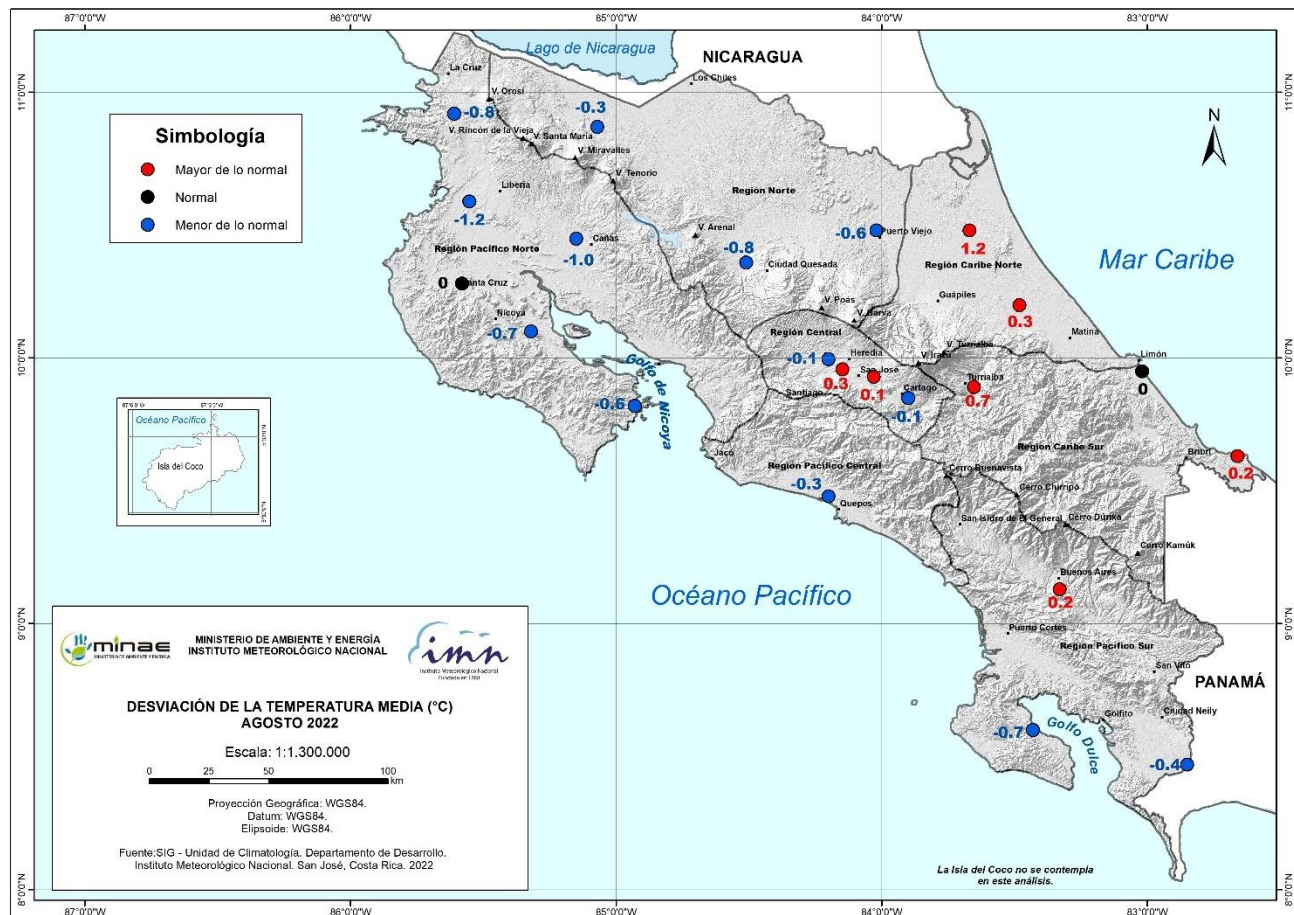 87°0'0"W
86°0'0"W
85°0'0"W
84°0'0"W
83°0'0"W
11°0'0"N
10°0'0"N
9°0'0"N
8°0'0"N
11°0'0"N
10°0'0"N
9°0'0"N
8°0'0"N
Simbología
Mayor de lo normal
Normal
Menor de lo normal
Lago de Nicaragua
NICARAGUA
N
La Cruz
Los Chiles
V. Orosí
-0.8
-0.3
V. Rincón de la Vieja
V. Santa María
V. Miravalles
V. Tenorio
Liberia
Región Norte
-1.2
Región Pacífico Norte
Cañas
-1.0
V. Arenal
-0.8
Ciudad Quesada
-0.6
Puerto Viejo
1.2
Región Caribe Norte
Mar Caribe
0
anta Cruz
Nicoya
-0.7
V. Poás
V. Barva
Guápiles
0.3
Matina
Región Central
Limón
0
-0.1
Heredia
V. Irazú
V. Turrialba
0.3
San José
0.1
Turrialba
0.7
Santiago
Cartago
-0.1
Golfo de Nicoya
-0.6
Jacó
Región Caribe Sur
Bribri
0.2
Región Pacífico Central
Cerro Buenavista
Cerro Chirripó
-0.3
Quepos
San Isidro de El General
Cerro Dúrika
Cerro Kamúk
Buenos Aires
0.2
Océano Pacífico
Puerto Cortés
Región Pacífico Sur
San Vito
PANAMÁ
Golfito
Ciudad Neily
Golfo Dulce
-0.7
-0.4
Océano Pacífico
Isla del Coco
minae
MINISTERIO DE AMBIENTE Y ENERGÍA
MINISTERIO DE AMBIENTE Y ENERGÍA
INSTITUTO METEOROLÓGICO NACIONAL
imn
Instituto Meteorológico Nacional
Fundado en 1888
DESVIACIÓN DE LA TEMPERATURA MEDIA (°C)
AGOSTO 2022
Escala: 1:1.300.000
0 25 50 100
km
Proyección Geográfica: WGS84.
Datum: WGS84.
Elipsoide: WGS84.
Fuente:SIG - Unidad de Climatología. Departamento de Desarrollo.
Instituto Meteorológico Nacional. San José, Costa Rica. 2022
La Isla del Coco no se contempla
en este análisis.
87°0'0"W
86°0'0"W
85°0'0"W
84°0'0"W
83°0'0"W